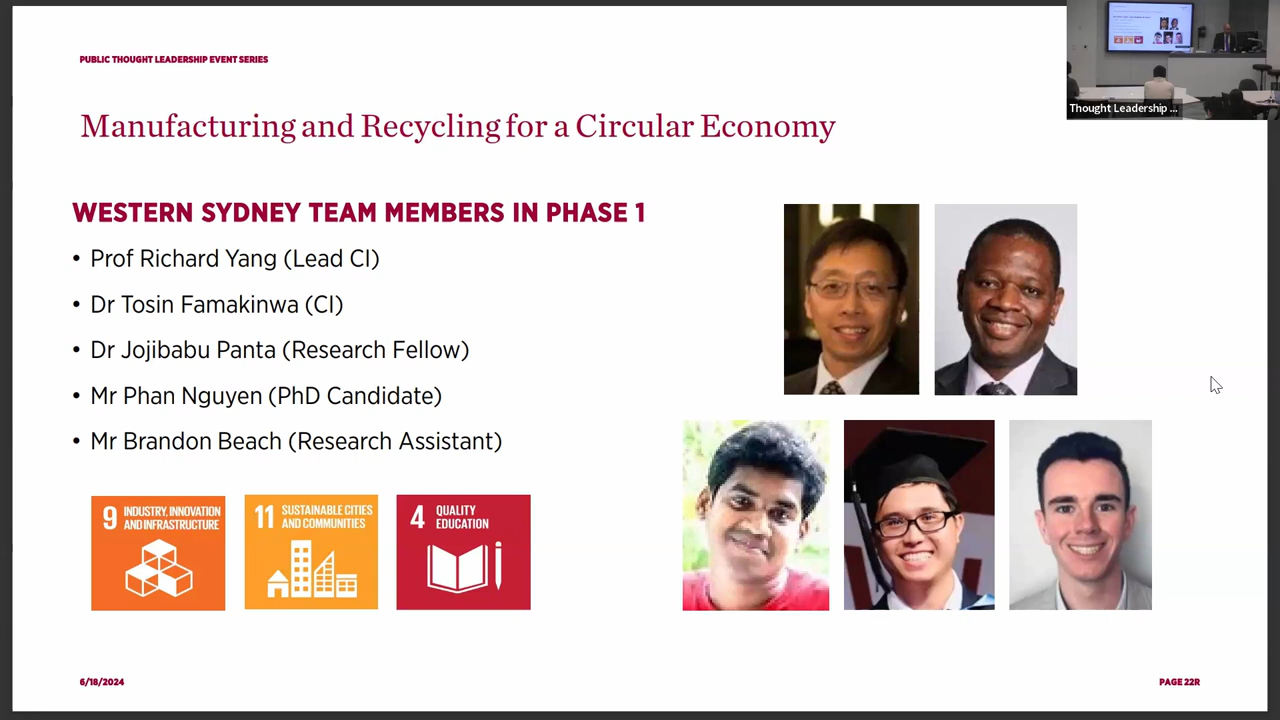 PUBLIC THOUGHT LEADERSHIP EVENT SERIES
Thought Leadership ...
Manufacturing and Recycling for a Circular Economy
WESTERN SYDNEY TEAM MEMBERS IN PHASE 1
• Prof Richard Yang (Lead CI)
• Dr Tosin Famakinwa (CI)
• Dr Jojibabu Panta (Research Fellow)
• Mr Phan Nguyen (PhD Candidate)
• Mr Brandon Beach (Research Assistant)
9 INDUSTRY, INNOVATION
AND INFRASTRUCTURE
11 SUSTAINABLE CITIES
AND COMMUNITIES
4 QUALITY
EDUCATION
6/18/2024
PAGE 22R